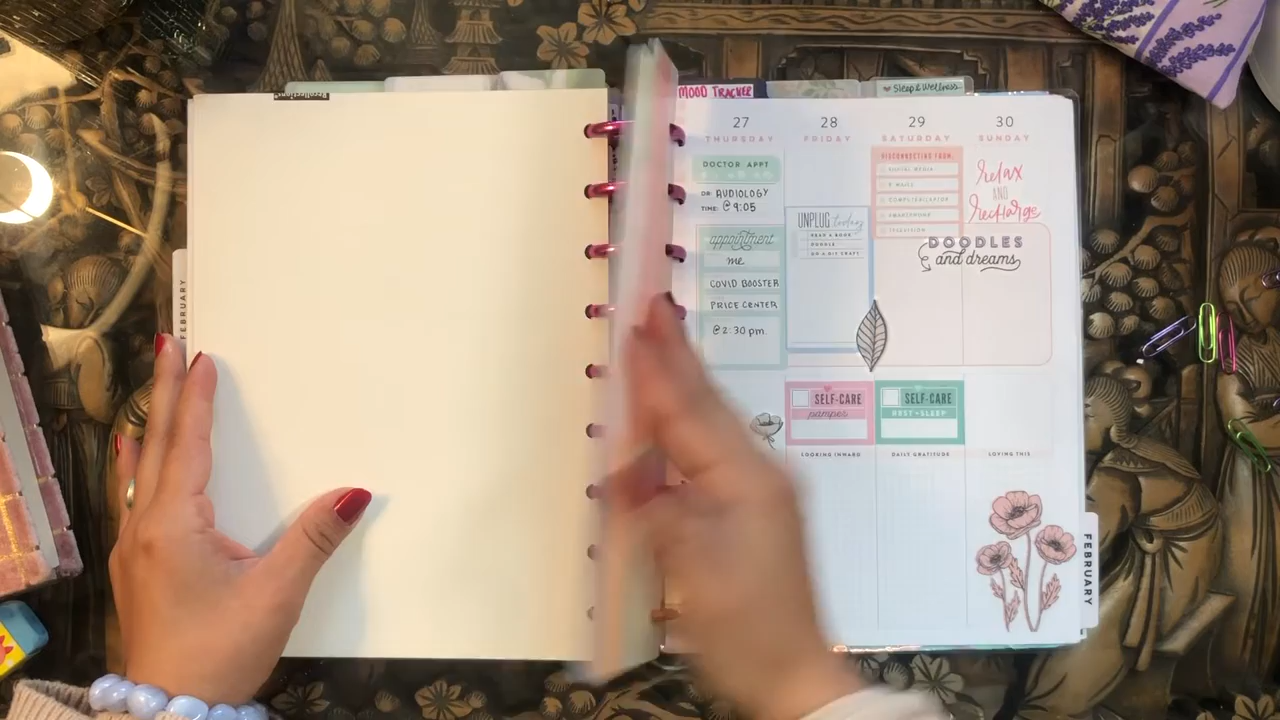 FEBRUARY
MOOD TRACKER
Sleep & Wellness
27
THURSDAY
28
FRIDAY
29
SATURDAY
30
SUNDAY
DOCTOR APPT
DR: AUDIOLOGY
TIME: @ 9:05
appointment
me
COVID BOOSTER
PRICE CENTER
@ 2:30 pm.
UNPLUG today
READ A BOOK
DOODLE
DISCONNECTING FROM:
SOCIAL MEDIA
E-MAILS
COMPUTER/LAPTOP
SMARTPHONE
TELEVISION
relax
AND
recharge
DOODLES
and dreams
SELF-CARE
pamper
SELF-CARE
REST + SLEEP
LOOKING INWARD
DAILY GRATITUDE
LOVING THIS
FEBRUARY